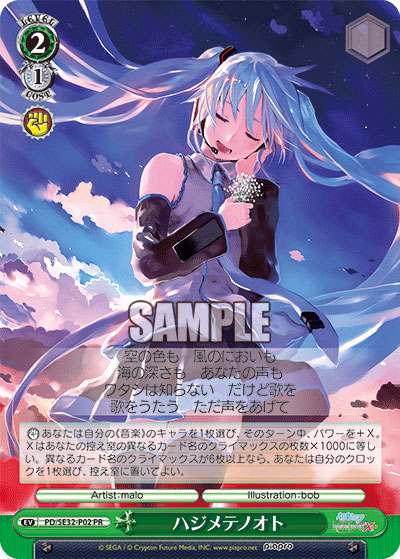 LEVEL
2
1
COST
SAMPLE
空の色も 風のにおいも
海の深さも あなたの声も
ワタシは知らない だけど歌を
歌をうたう ただ声をあげて
あなたは自分の《音楽》のキャラを1枚選び、そのターン中、パワーを+X。
Xはあなたの控え室の異なるカード名のクライマックスの枚数×1000に等し
い。異なるカード名のクライマックスが6枚以上なら、あなたは自分のクロッ
クを1枚選び、控え室に置いてよい。
Artist:malo Illustration:bob
EV PD/SE32-P02 PR ハジメテノオト
© SEGA / © Crypton Future Media, INC. www.piapro.net piapro